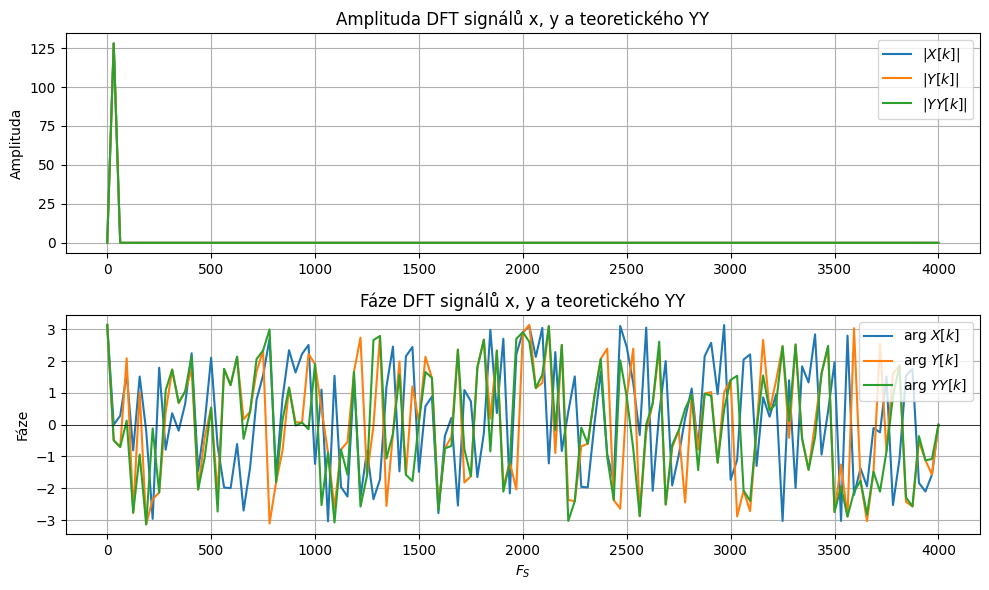 Amplituda DFT signálů x, y a teoretického YY
Amplituda
125
100
75
50
25
0
|X[k]|
|Y[k]|
|YY[k]|
0 500 1000 1500 2000 2500 3000 3500 4000
Fáze DFT signálů x, y a teoretického YY
Fáze
3
2
1
0
−1
−2
−3
arg X[k]
arg Y[k]
arg YY[k]
0 500 1000 1500 2000 2500 3000 3500 4000
F_S